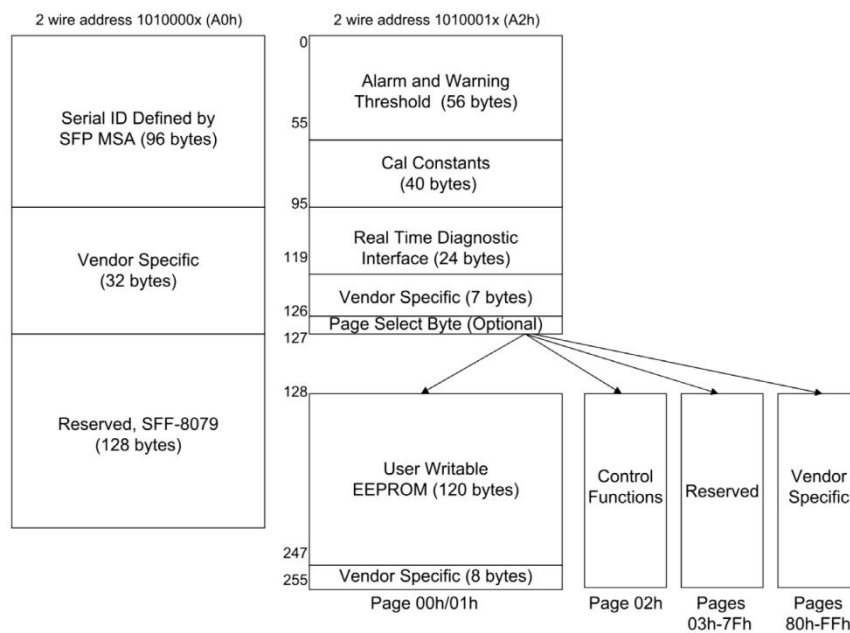 2 wire address 1010000x (A0h)
Serial ID Defined by
SFP MSA (96 bytes)
Vendor Specific
(32 bytes)
Reserved, SFF-8079
(128 bytes)
2 wire address 1010001x (A2h)
0
Alarm and Warning
Threshold (56 bytes)
55
Cal Constants
(40 bytes)
95
Real Time Diagnostic
Interface (24 bytes)
119
Vendor Specific (7 bytes)
126
Page Select Byte (Optional)
127
128
User Writable
EEPROM (120 bytes)
247
Vendor Specific (8 bytes)
255
Page 00h/01h
Control
Functions
Page 02h
Reserved
Pages
03h-7Fh
Vendor
Specific
Pages
80h-FFh